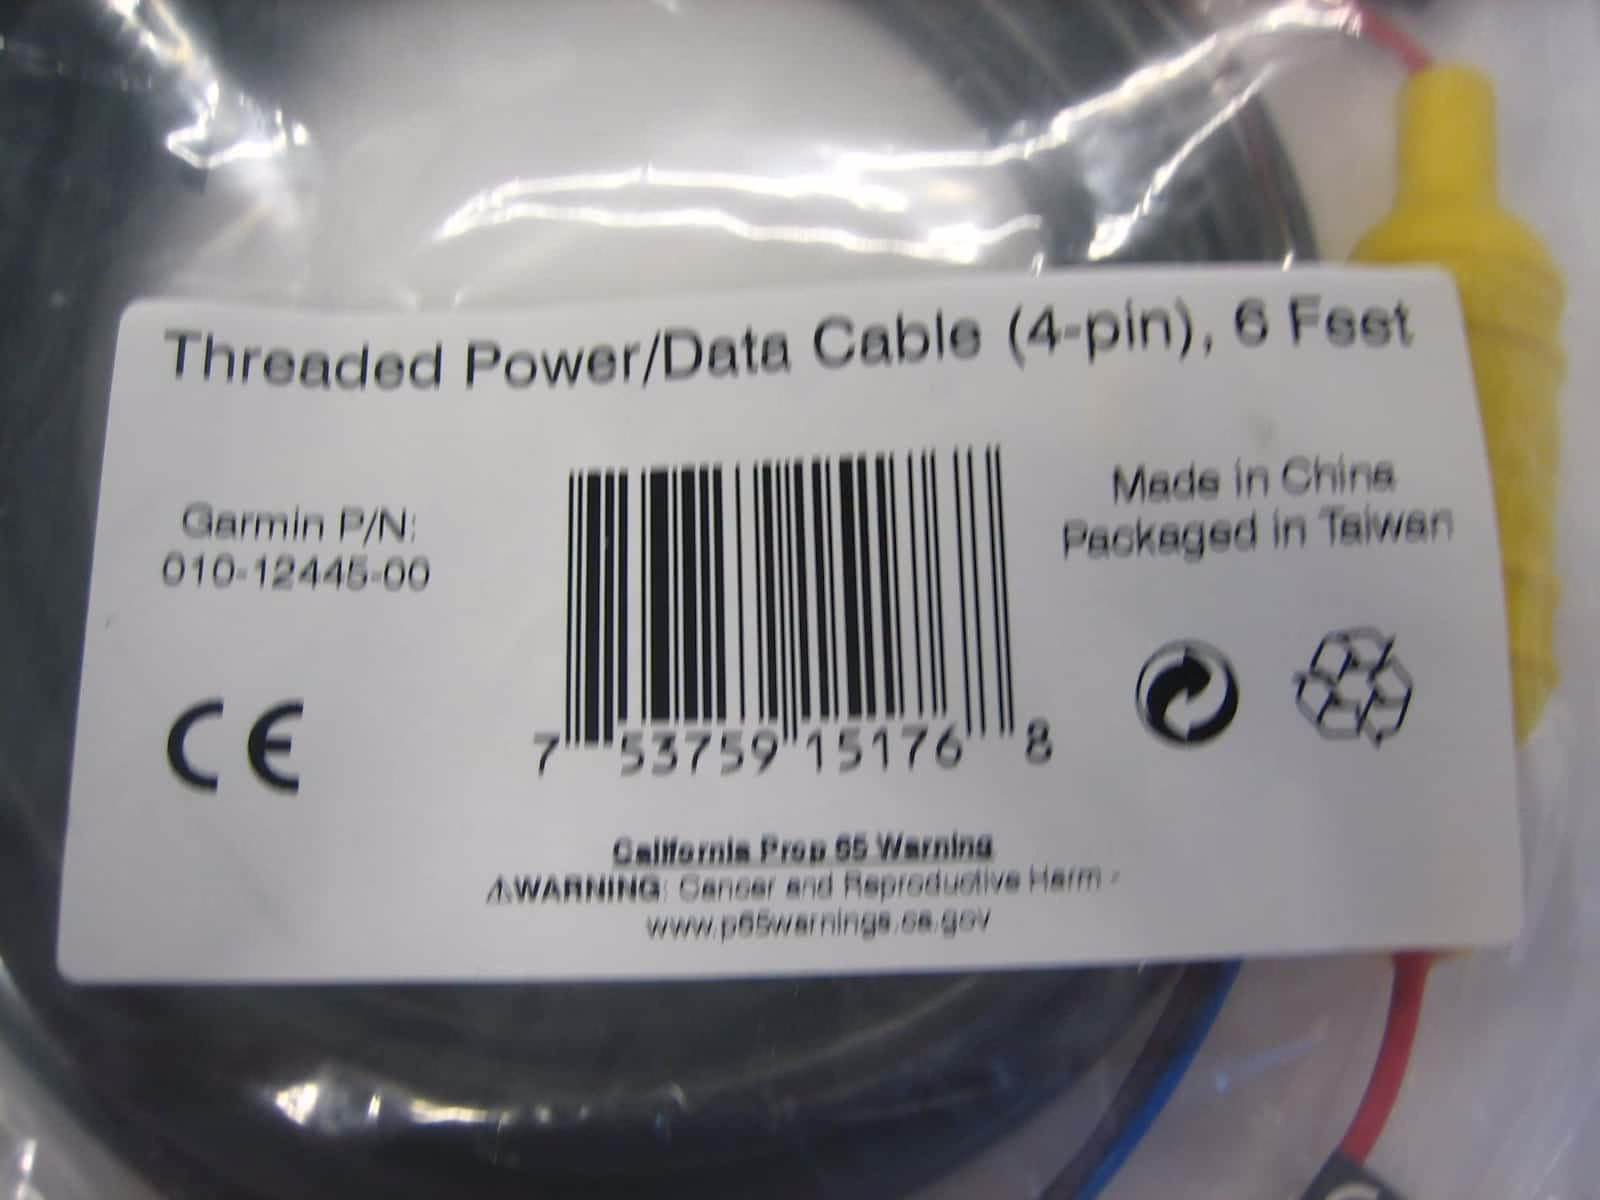 Threaded Power/Data Cable (4-pin), 6 Feet
Garmin P/N:
010-12445-00
Made in China
Packaged in Taiwan
CE
7 53759 15176 8
California Prop 65 Warning
⚠WARNING: Cancer and Reproductive Harm -
www.p65warnings.ca.gov